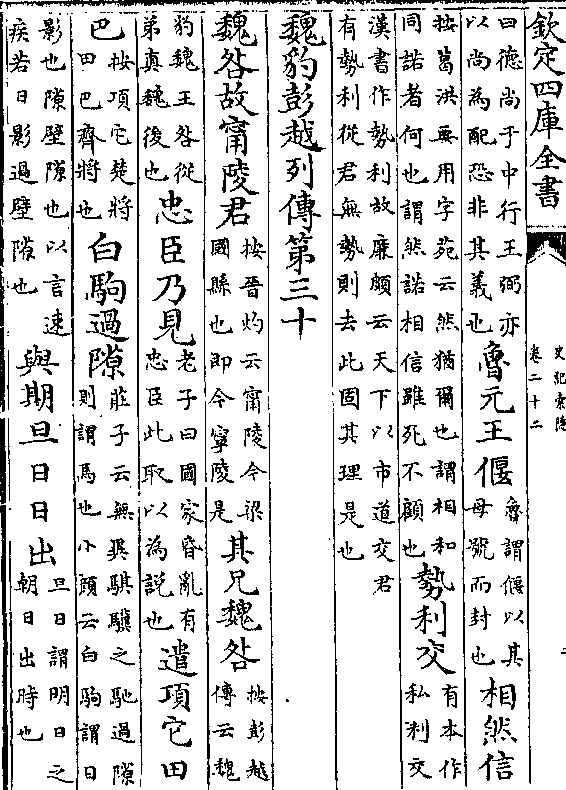 欽定四庫全書
史記索隱
卷二十二
二
曰德尚于中行王弼亦
以尚為配恐非其義也
魯元王偃
魯謂偃以其
母號而封也
相然信
按葛洪要用字苑云然猶爾也謂相和
同諾者何也謂然諾相信雖死不顧也
勢利交
有本作
私利交
漢書作勢利故廉頗云天下以市道交君
有勢利從君無勢則去此固其理是也
魏豹彭越列傳第三十
魏咎故甯陵君
按晉灼云甯陵今梁
國縣也即今寧陵是
其兄魏咎
按彭越
傳云魏
豹魏王咎從
弟真魏後也
忠臣乃見
老子曰國家昏亂有
忠臣此取以為說也
遣項它田
巴
按項它楚將
田巴齊將也
白駒過隙
莊子云無異騏驥之馳過隙
則謂馬也小顏云白駒謂日
影也隙壁隙也以言速
疾若日影過壁隙也
與期旦日日出
旦日謂明日之
朝日出時也